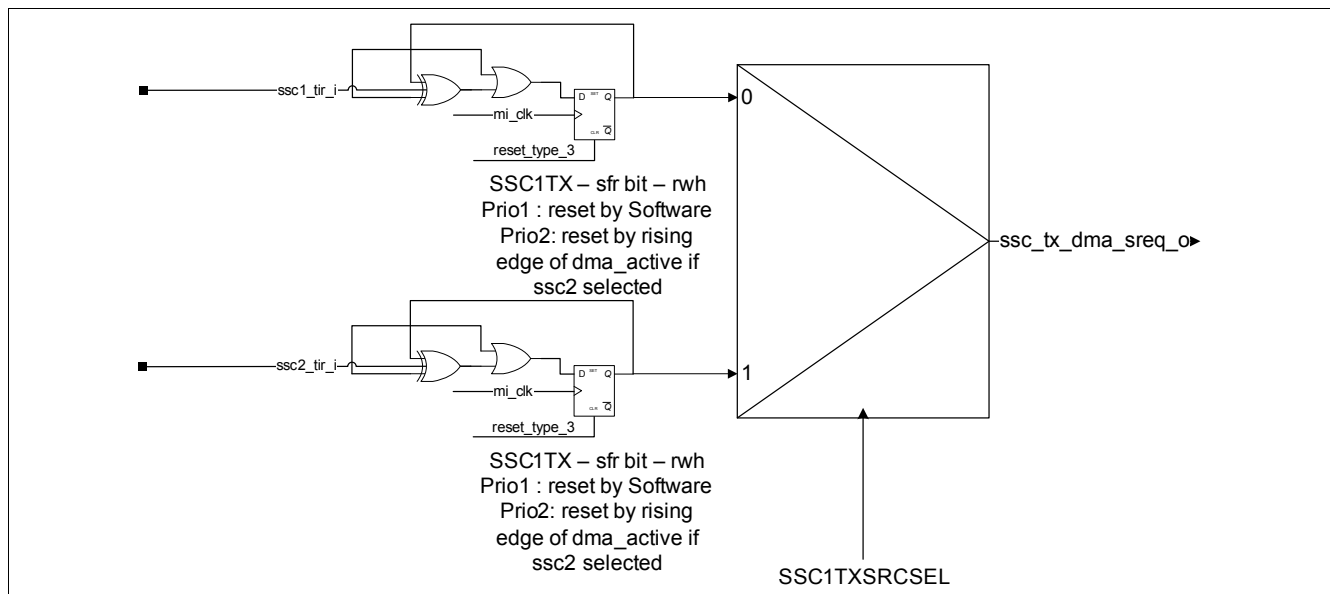 ssc1_tir_i
D SET Q
mi_clk
CLR Q
reset_type_3
SSC1TX – sfr bit – rwh
Prio1 : reset by Software
Prio2: reset by rising
edge of dma_active if
ssc2 selected
0
ssc_tx_dma_sreq_o
ssc2_tir_i
D SET Q
mi_clk
CLR Q
reset_type_3
SSC1TX – sfr bit – rwh
Prio1 : reset by Software
Prio2: reset by rising
edge of dma_active if
ssc2 selected
1
SSC1TXSRCSEL